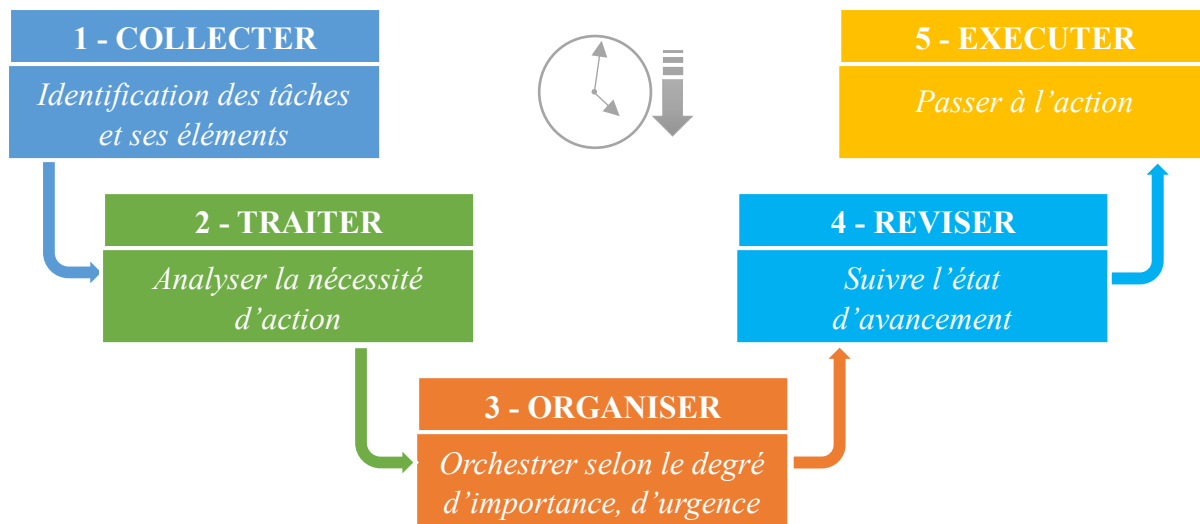 1 - COLLECTER
Identification des tâches
et ses éléments
2 - TRAITER
Analyser la nécessité
d’action
3 - ORGANISER
Orchestrer selon le degré
d’importance, d’urgence
4 - REVISER
Suivre l’état
d’avancement
5 - EXECUTER
Passer à l’action